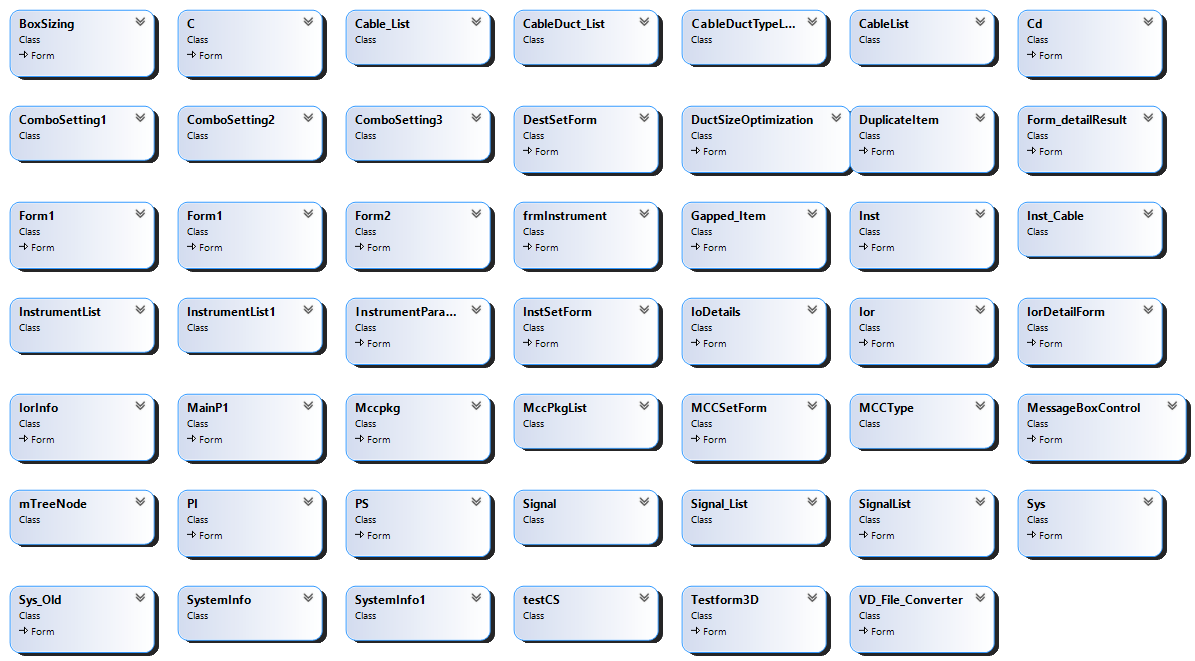 BoxSizing
Class
Form
C
Class
Form
Cable_List
Class
CableDuct_List
Class
CableDuctTypeL...
Class
CableList
Class
Cd
Class
Form
ComboSetting1
Class
ComboSetting2
Class
ComboSetting3
Class
DestSetForm
Class
Form
DuctSizeOptimization
Class
Form
DuplicateItem
Class
Form
Form_detailResult
Class
Form
Form1
Class
Form
Form1
Class
Form
Form2
Class
Form
frmInstrument
Class
Form
Gapped_Item
Class
Form
Inst
Class
Form
Inst_Cable
Class
InstrumentList
Class
InstrumentList1
Class
InstrumentPara...
Class
Form
InstSetForm
Class
Form
IoDetails
Class
Form
Ior
Class
Form
IorDetailForm
Class
Form
IorInfo
Class
Form
MainP1
Class
Form
Mccpkg
Class
Form
MccPkgList
Class
MCCSetForm
Class
Form
MCCType
Class
MessageBoxControl
Class
Form
mTreeNode
Class
PI
Class
Form
PS
Class
Form
Signal
Class
Signal_List
Class
SignalList
Class
Form
Sys
Class
Form
Sys_Old
Class
Form
SystemInfo
Class
SystemInfo1
Class
testCS
Class
Testform3D
Class
Form
VD_File_Converter
Class
Form